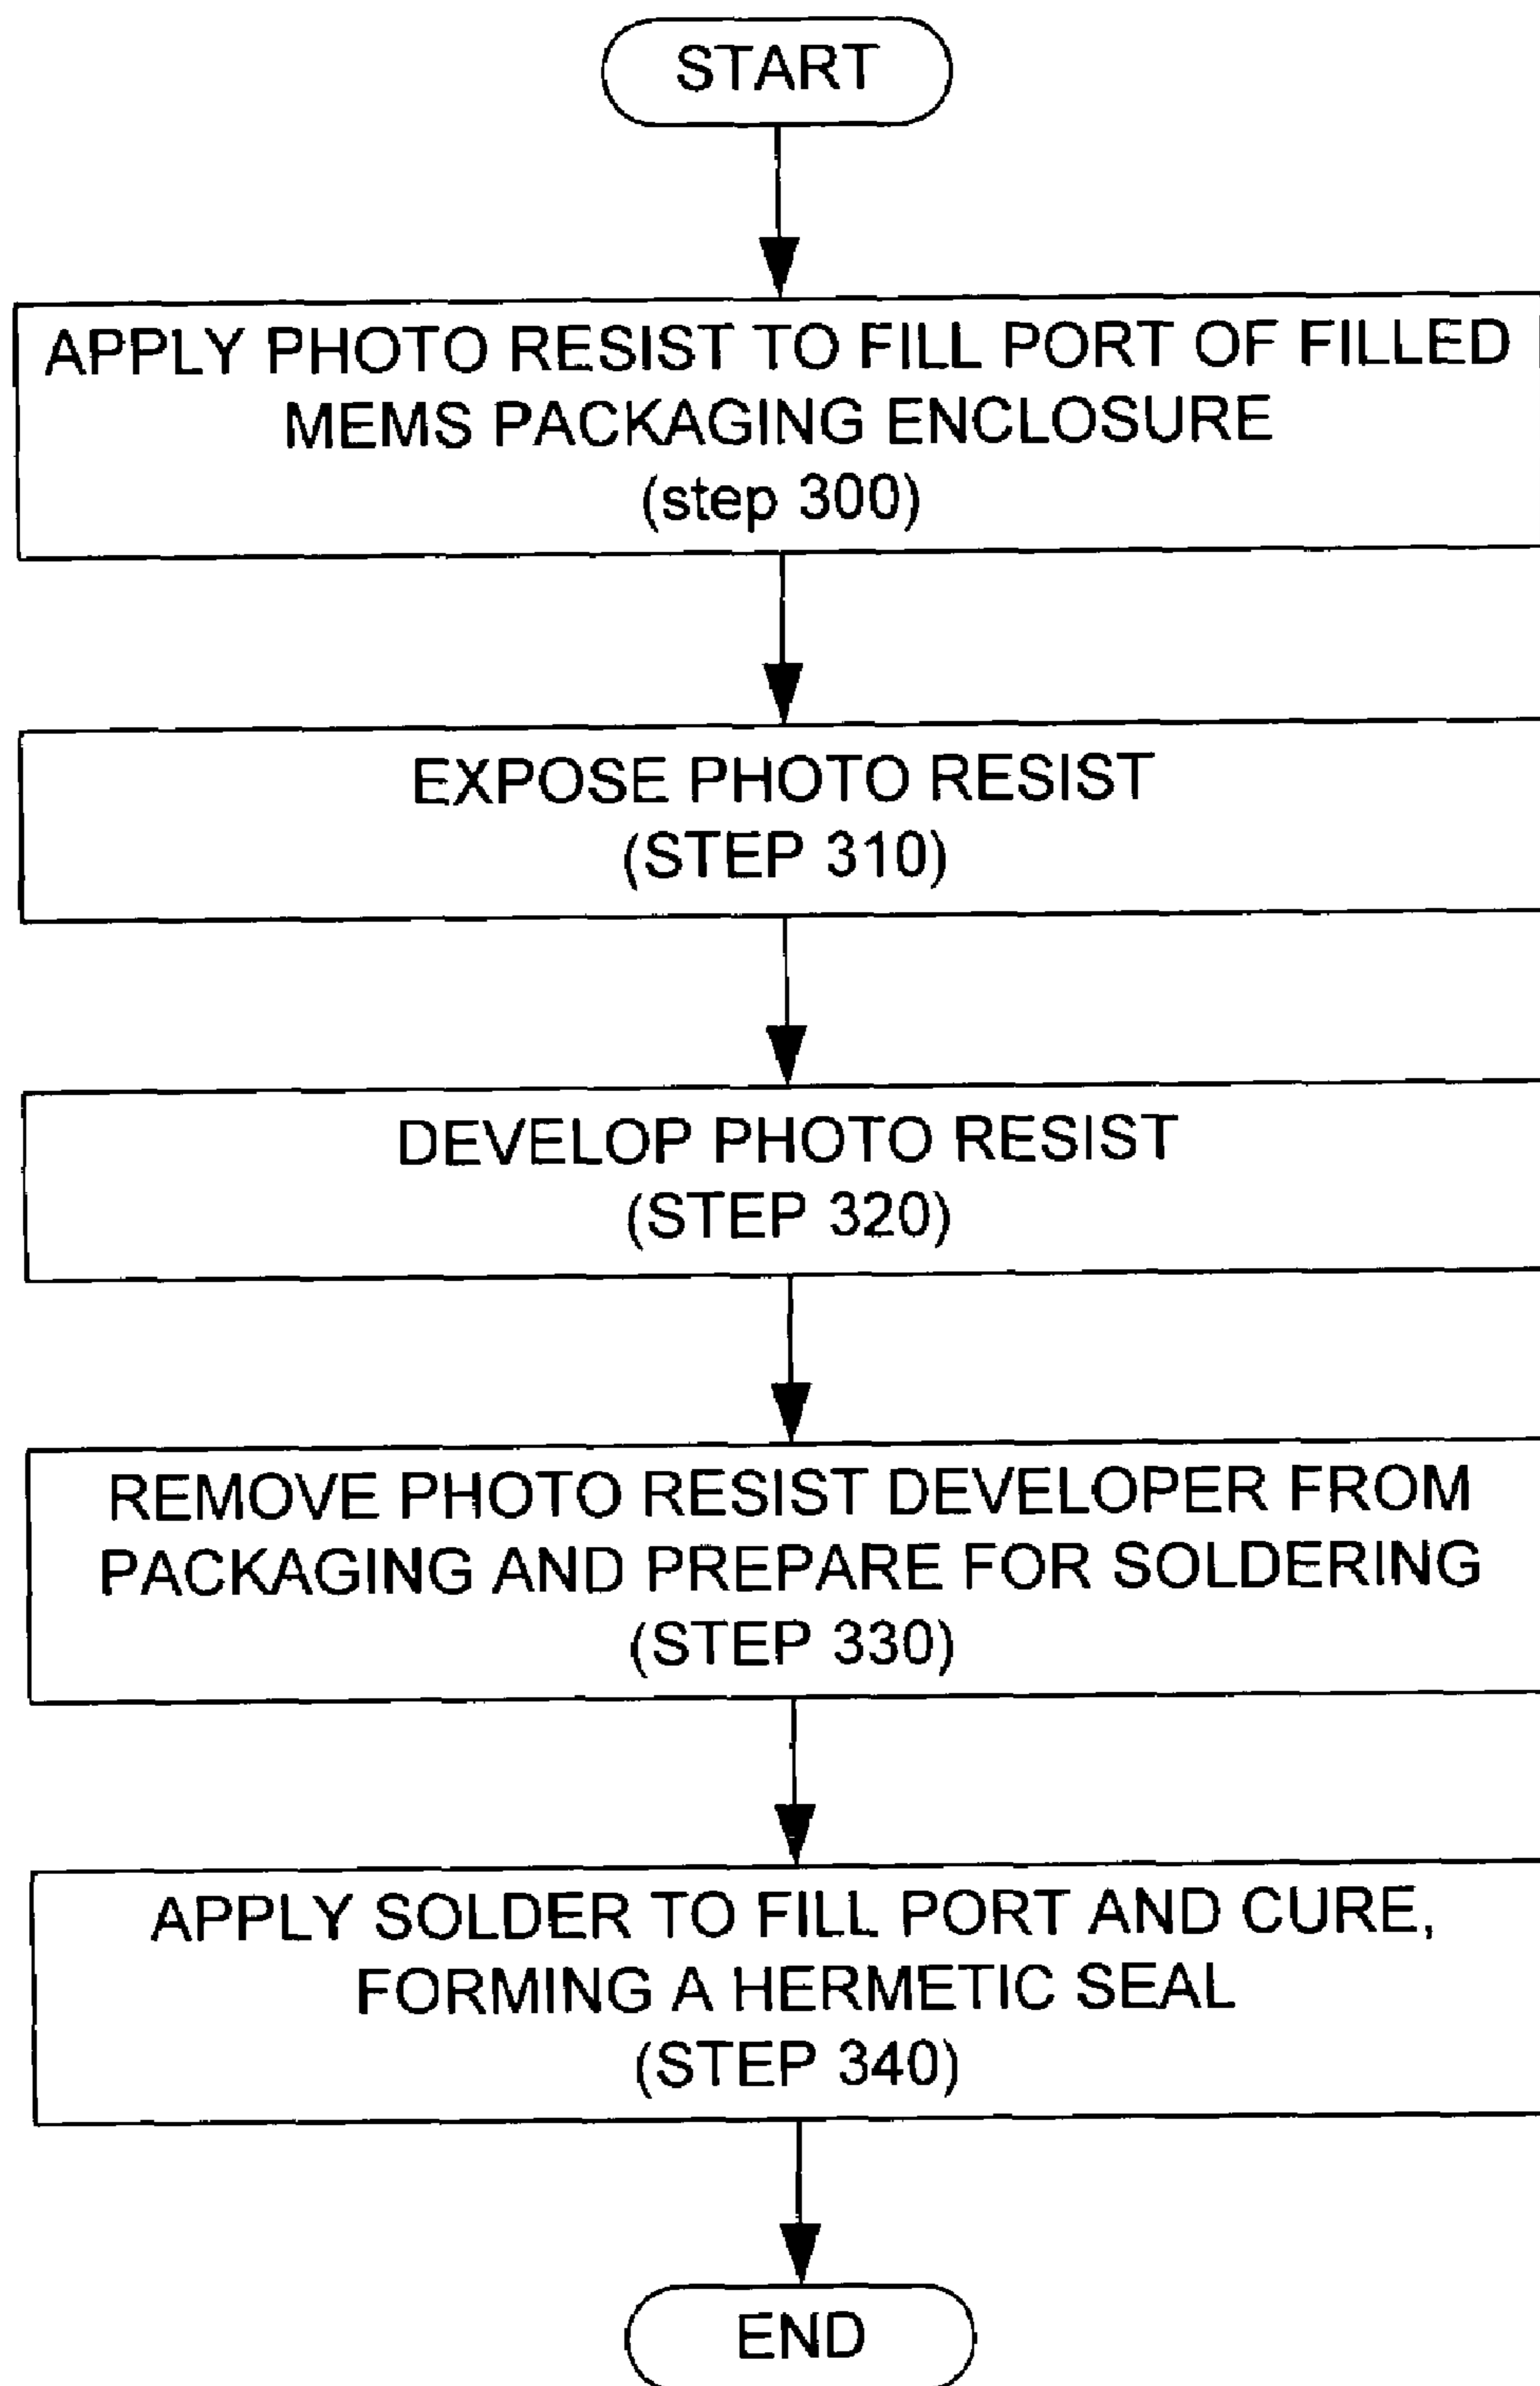 START
APPLY PHOTO RESIST TO FILL PORT OF FILLED
MEMS PACKAGING ENCLOSURE
(step 300)
EXPOSE PHOTO RESIST
(STEP 310)
DEVELOP PHOTO RESIST
(STEP 320)
REMOVE PHOTO RESIST DEVELOPER FROM
PACKAGING AND PREPARE FOR SOLDERING
(STEP 330)
APPLY SOLDER TO FILL PORT AND CURE,
FORMING A HERMETIC SEAL
(STEP 340)
END